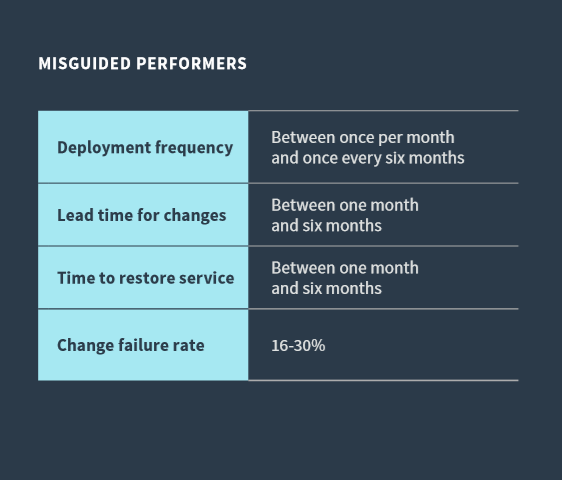 MISGUIDED PERFORMERS
Deployment frequency
Between once per month
and once every six months
Lead time for changes
Between one month
and six months
Time to restore service
Between one month
and six months
Change failure rate
16-30%